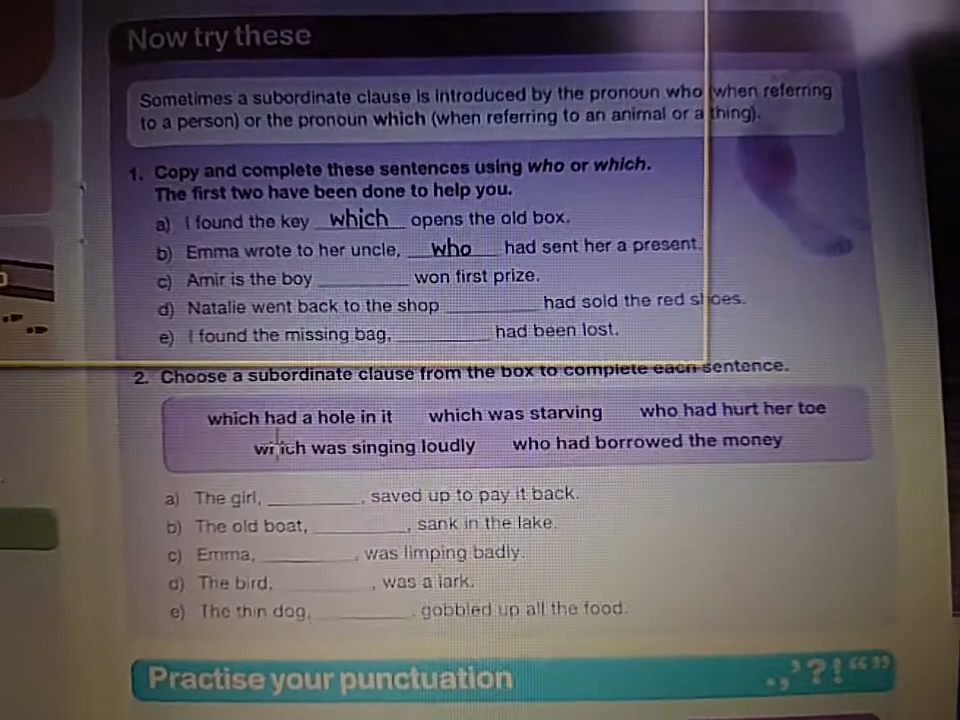 Now try these
Sometimes a subordinate clause is introduced by the pronoun who (when referring
to a person) or the pronoun which (when referring to an animal or a thing).
1. Copy and complete these sentences using who or which.
The first two have been done to help you.
a) I found the key which opens the old box.
b) Emma wrote to her uncle, who had sent her a present.
c) Amir is the boy ________ won first prize.
d) Natalie went back to the shop ________ had sold the red shoes.
e) I found the missing bag, ________ had been lost.
2. Choose a subordinate clause from the box to complete each sentence.
which had a hole in it which was starving who had hurt her toe
which was singing loudly who had borrowed the money
a) The girl, ________, saved up to pay it back.
b) The old boat, ________, sank in the lake.
c) Emma, ________, was limping badly.
d) The bird, ________, was a lark.
e) The thin dog, ________, gobbled up all the food.
Practise your punctuation
., ’ ? ! “ ”